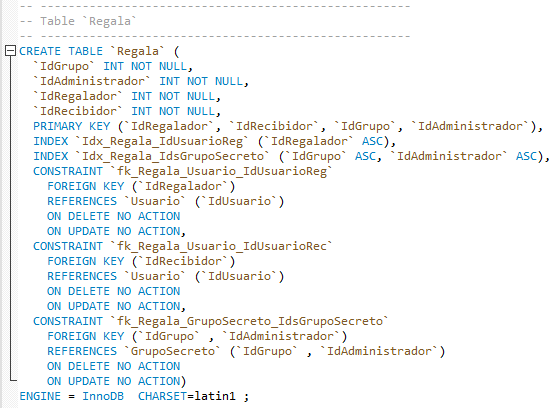 -- -----------------------------------------------------
-- Table `Regala`
-- -----------------------------------------------------
CREATE TABLE `Regala` (
  `IdGrupo` INT NOT NULL,
  `IdAdministrador` INT NOT NULL,
  `IdRegalador` INT NOT NULL,
  `IdRecibidor` INT NOT NULL,
  PRIMARY KEY (`IdRegalador`, `IdRecibidor`, `IdGrupo`, `IdAdministrador`),
  INDEX `Idx_Regala_IdUsuarioReg` (`IdRegalador` ASC),
  INDEX `Idx_Regala_IdsGrupoSecreto` (`IdGrupo` ASC, `IdAdministrador` ASC),
  CONSTRAINT `fk_Regala_Usuario_IdUsuarioReg`
    FOREIGN KEY (`IdRegalador`)
    REFERENCES `Usuario` (`IdUsuario`)
    ON DELETE NO ACTION
    ON UPDATE NO ACTION,
  CONSTRAINT `fk_Regala_Usuario_IdUsuarioRec`
    FOREIGN KEY (`IdRecibidor`)
    REFERENCES `Usuario` (`IdUsuario`)
    ON DELETE NO ACTION
    ON UPDATE NO ACTION,
  CONSTRAINT `fk_Regala_GrupoSecreto_IdsGrupoSecreto`
    FOREIGN KEY (`IdGrupo` , `IdAdministrador`)
    REFERENCES `GrupoSecreto` (`IdGrupo` , `IdAdministrador`)
    ON DELETE NO ACTION
    ON UPDATE NO ACTION)
ENGINE = InnoDB  CHARSET=latin1 ;